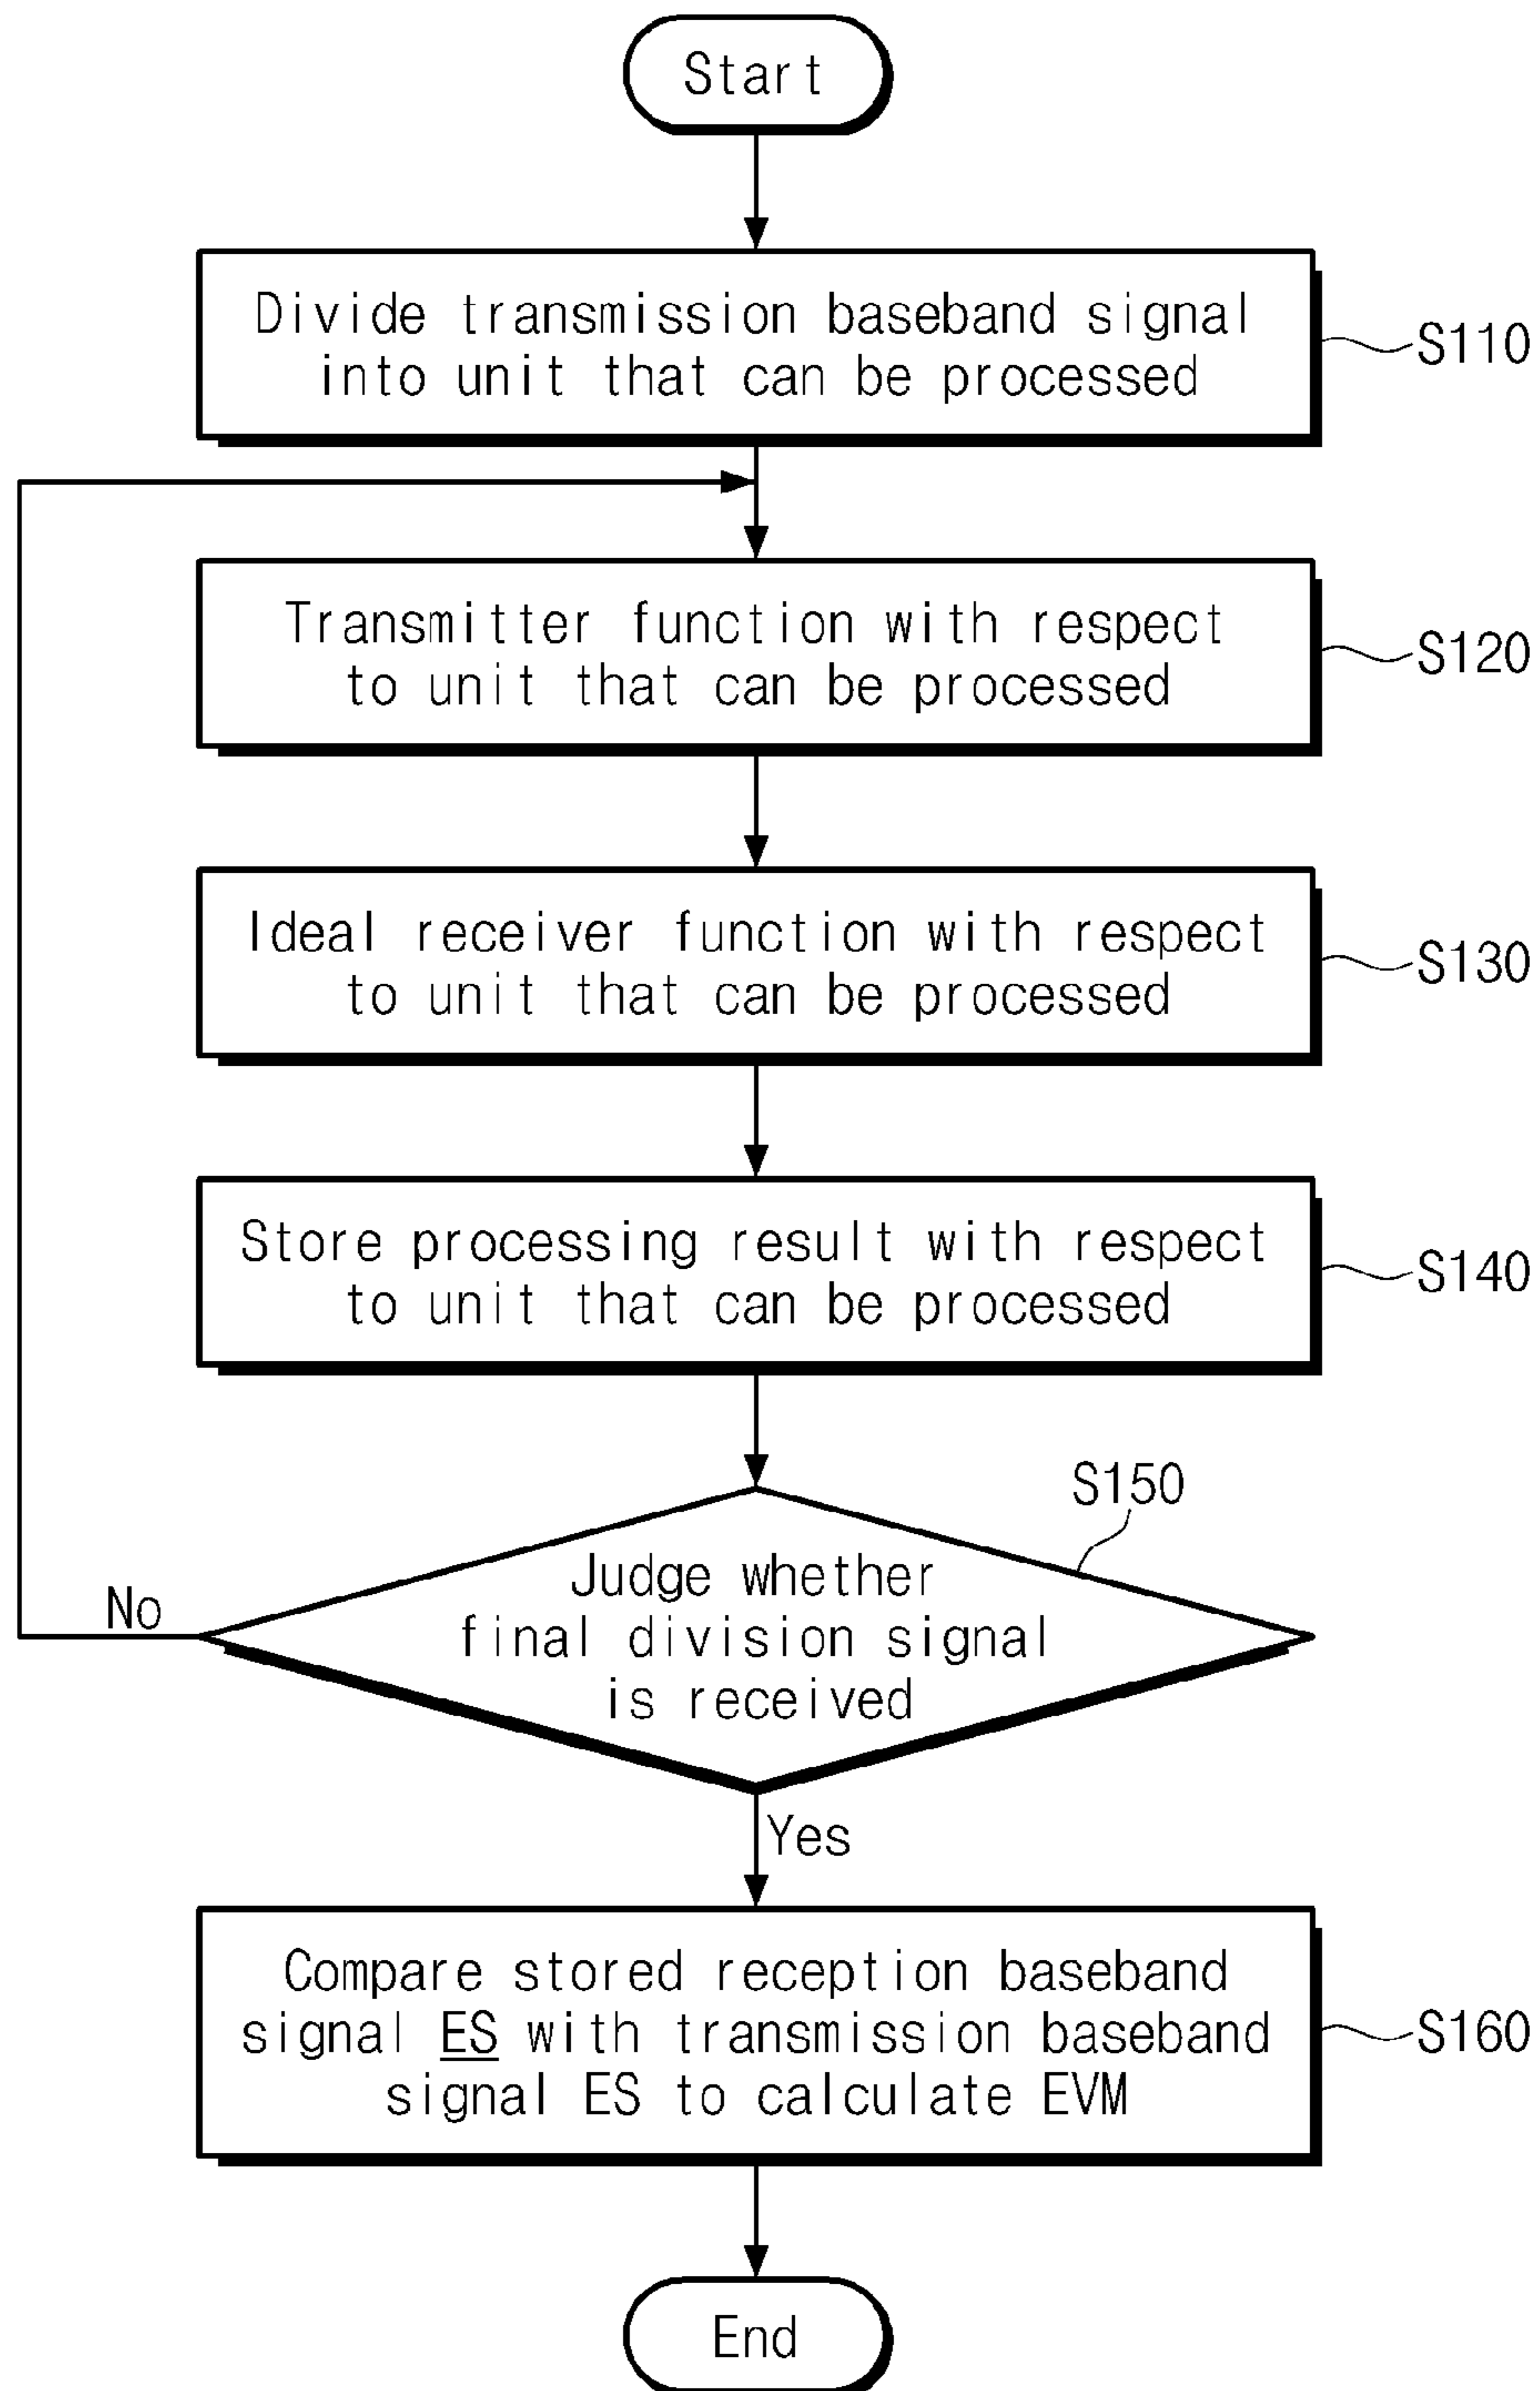 Start
Divide transmission baseband signal
into unit that can be processed
S110
Transmitter function with respect
to unit that can be processed
S120
Ideal receiver function with respect
to unit that can be processed
S130
Store processing result with respect
to unit that can be processed
S140
S150
Judge whether
final division signal
is received
No
Yes
Compare stored reception baseband
signal ES with transmission baseband
signal ES to calculate EVM
S160
End